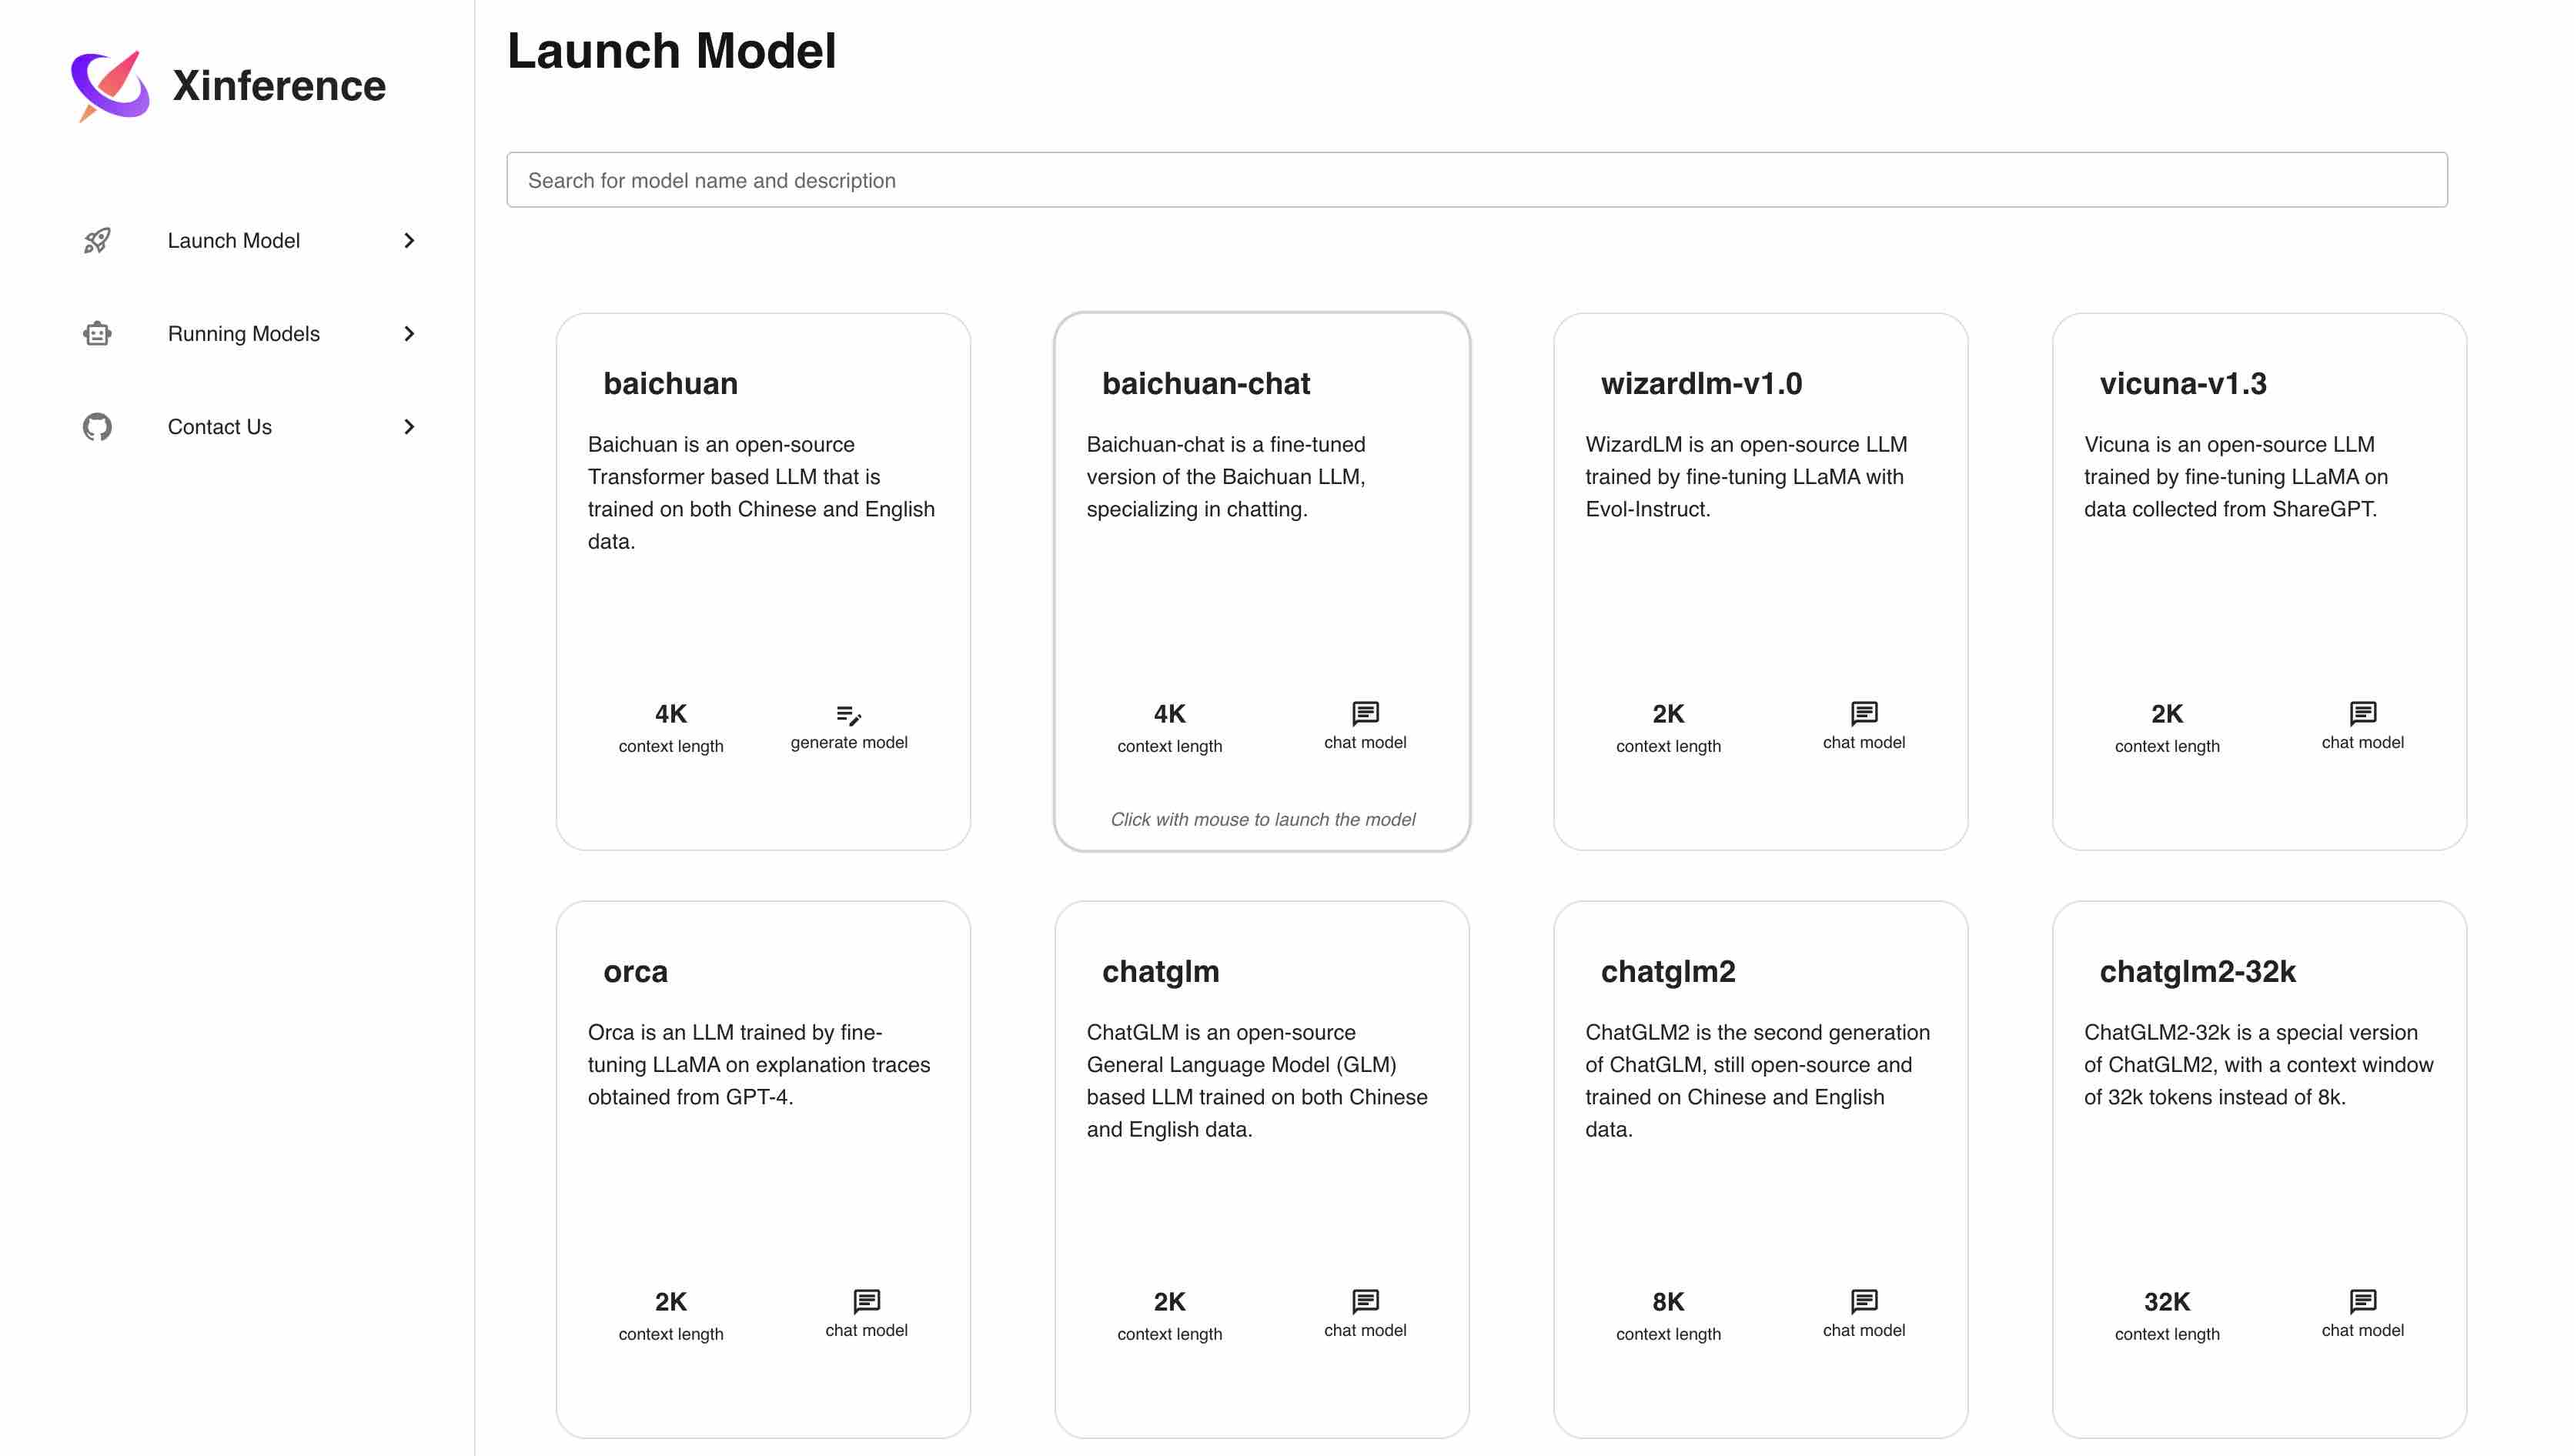 Xinference
Launch Model
Running Models
Contact Us
Launch Model
Search for model name and description
baichuan
Baichuan is an open-source
Transformer based LLM that is
trained on both Chinese and English
data.
4K
context length
generate model
baichuan-chat
Baichuan-chat is a fine-tuned
version of the Baichuan LLM,
specializing in chatting.
4K
context length
chat model
Click with mouse to launch the model
wizardlm-v1.0
WizardLM is an open-source LLM
trained by fine-tuning LLaMA with
Evol-Instruct.
2K
context length
chat model
vicuna-v1.3
Vicuna is an open-source LLM
trained by fine-tuning LLaMA on
data collected from ShareGPT.
2K
context length
chat model
orca
Orca is an LLM trained by fine-
tuning LLaMA on explanation traces
obtained from GPT-4.
2K
context length
chat model
chatglm
ChatGLM is an open-source
General Language Model (GLM)
based LLM trained on both Chinese
and English data.
2K
context length
chat model
chatglm2
ChatGLM2 is the second generation
of ChatGLM, still open-source and
trained on Chinese and English
data.
8K
context length
chat model
chatglm2-32k
ChatGLM2-32k is a special version
of ChatGLM2, with a context window
of 32k tokens instead of 8k.
32K
context length
chat model